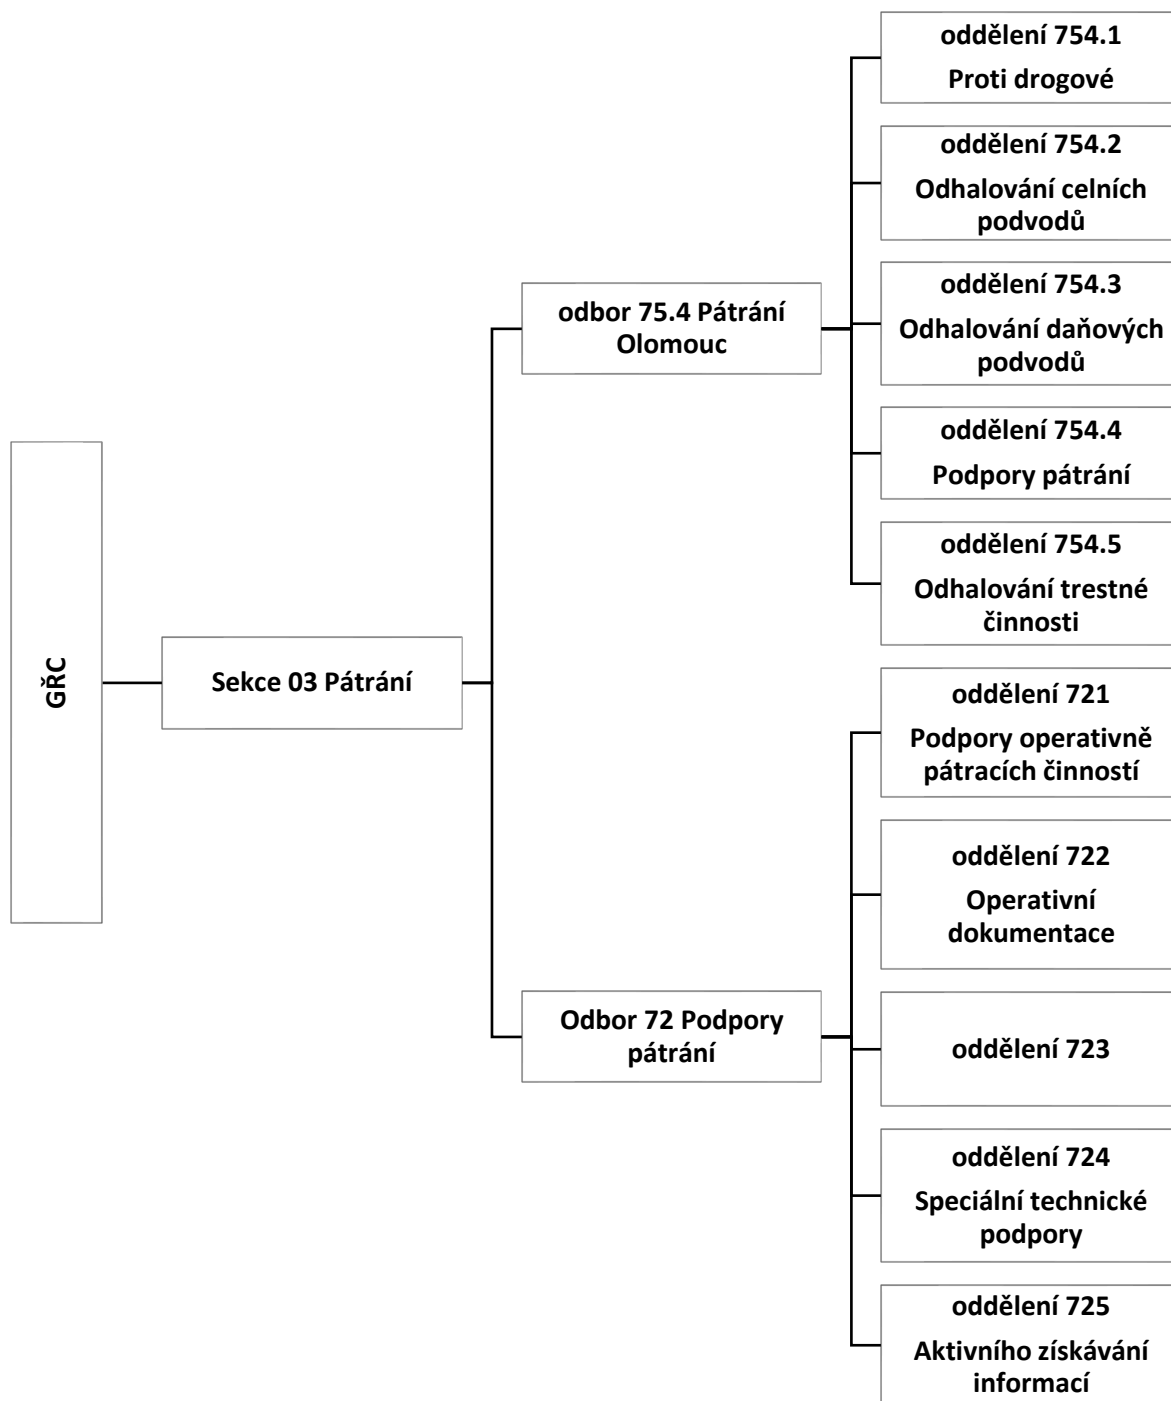 GŘC
Sekce 03 Pátrání
odbor 75.4 Pátrání
Olomouc
oddělení 754.1
Proti drogové
oddělení 754.2
Odhalování celních
podvodů
oddělení 754.3
Odhalování daňových
podvodů
oddělení 754.4
Podpory pátrání
oddělení 754.5
Odhalování trestné
činnosti
Odbor 72 Podpory
pátrání
oddělení 721
Podpory operativně
pátracích činností
oddělení 722
Operativní
dokumentace
oddělení 723
oddělení 724
Speciální technické
podpory
oddělení 725
Aktivního získávání
informací